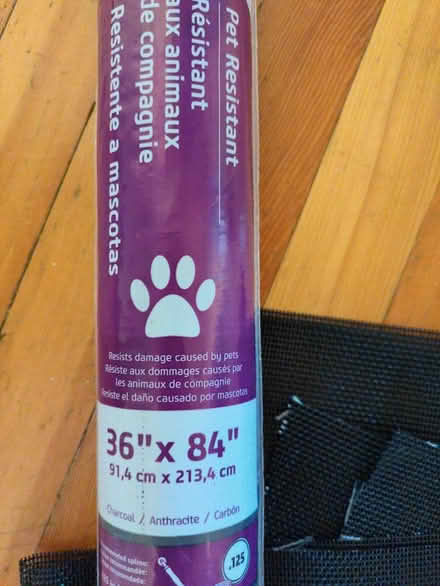 Pet Resistant
Résistant
aux animaux
de compagnie
Resistente a mascotas
Resists damage caused by pets
Résiste aux dommages causés par
les animaux de compagnie
Resiste el daño causado por mascotas
36" x 84"
91,4 cm x 213,4 cm
Charcoal / Anthracite / Carbón
.125